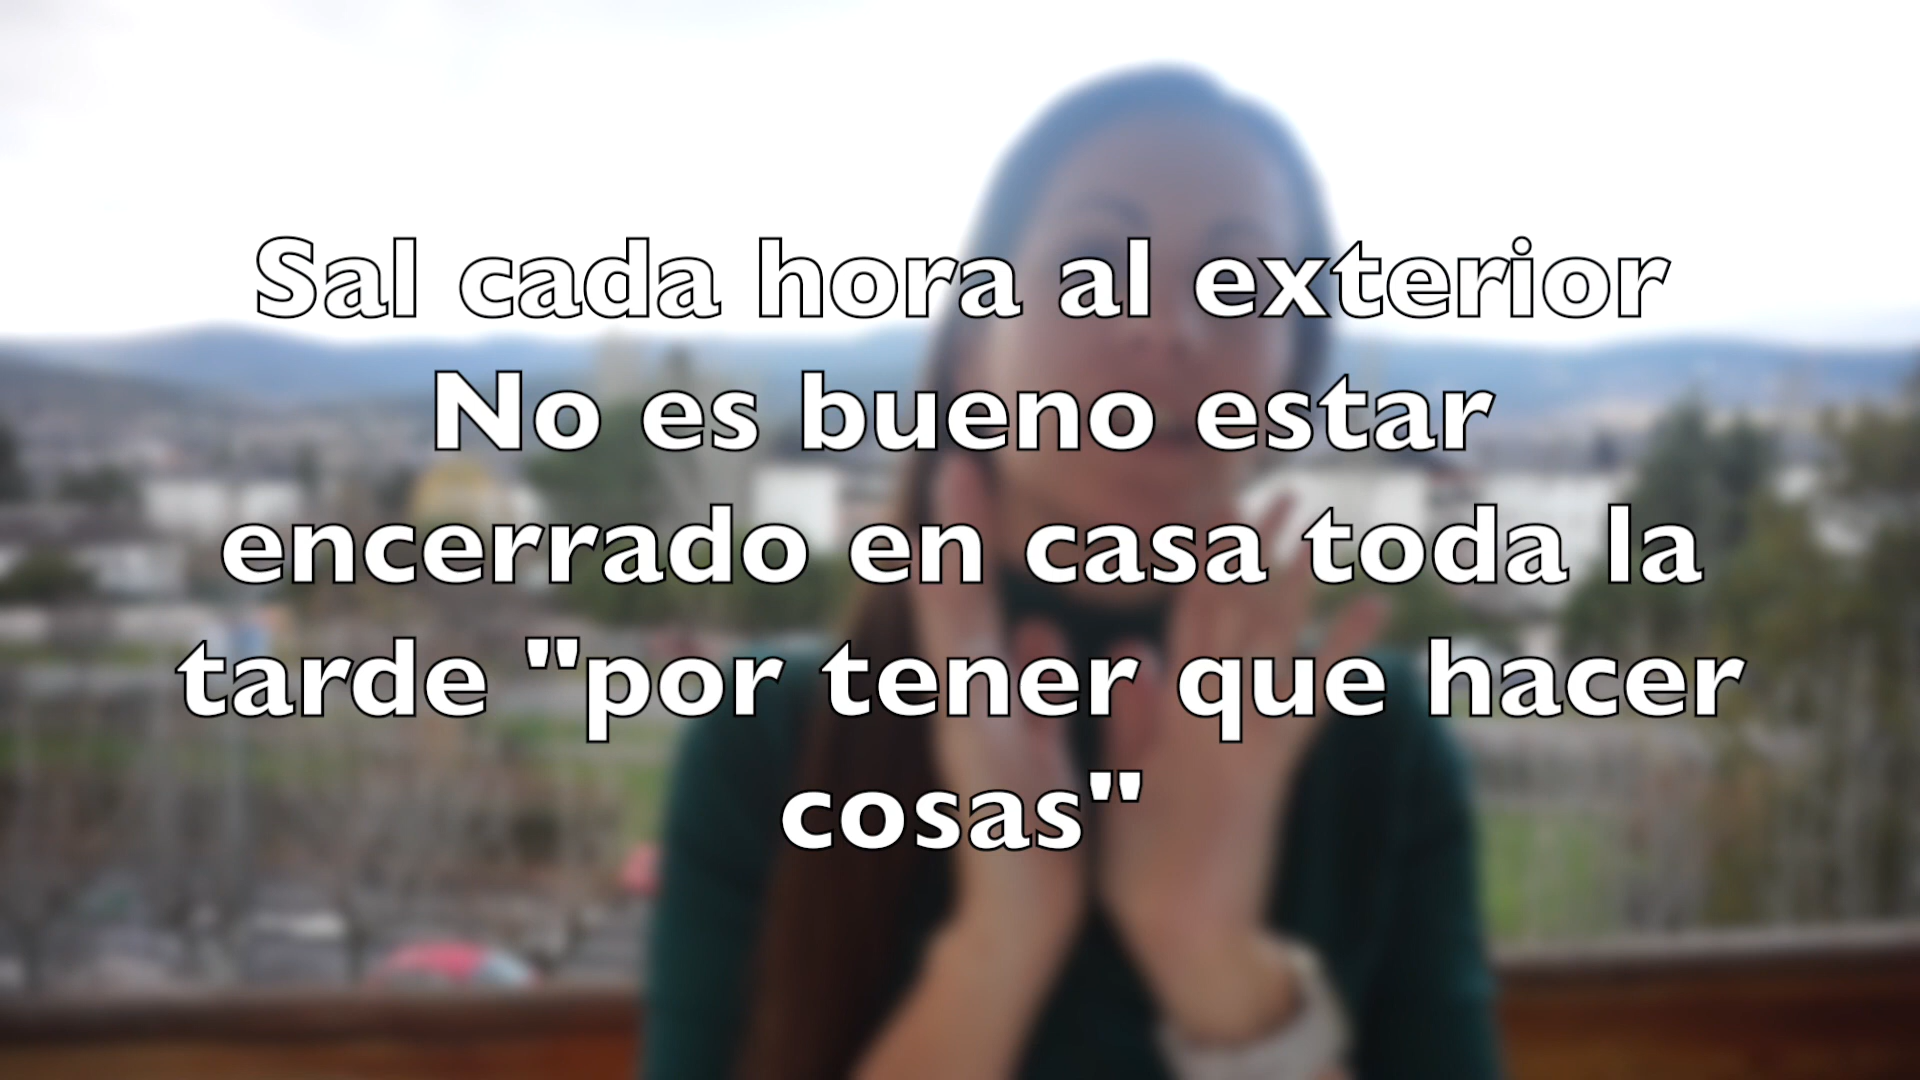 Sal cada hora al exterior
No es bueno estar
encerrado en casa toda la
tarde "por tener que hacer
cosas"